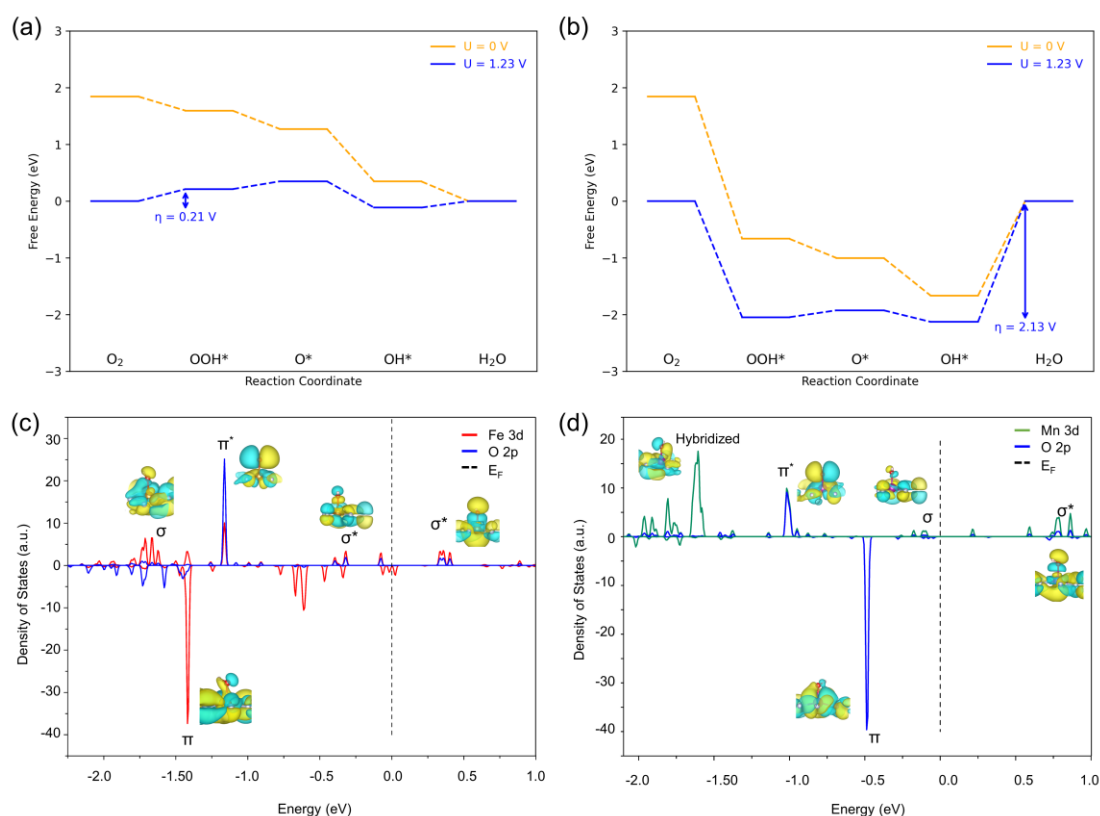 (a)
3
2
1
0
−1
−2
−3
Free Energy (eV)
U = 0 V
U = 1.23 V
η = 0.21 V
O₂ OOH* O* OH* H₂O
Reaction Coordinate
(b)
3
2
1
0
−1
−2
−3
Free Energy (eV)
U = 0 V
U = 1.23 V
η = 2.13 V
O₂ OOH* O* OH* H₂O
Reaction Coordinate
(c)
30
20
10
0
-10
-20
-30
-40
Density of States (a.u.)
Fe 3d
O 2p
E_F
π*
σ
σ*
σ*
π
-2.0 -1.50 -1.0 -0.5 0.0 0.5 1.0
Energy (eV)
(d)
20
10
0
-10
-20
-30
-40
Density of States (a.u.)
Mn 3d
O 2p
E_F
Hybridized
π*
σ
σ*
π
-2.0 -1.50 -1.0 -0.5 0.0 0.5 1.0
Energy (eV)